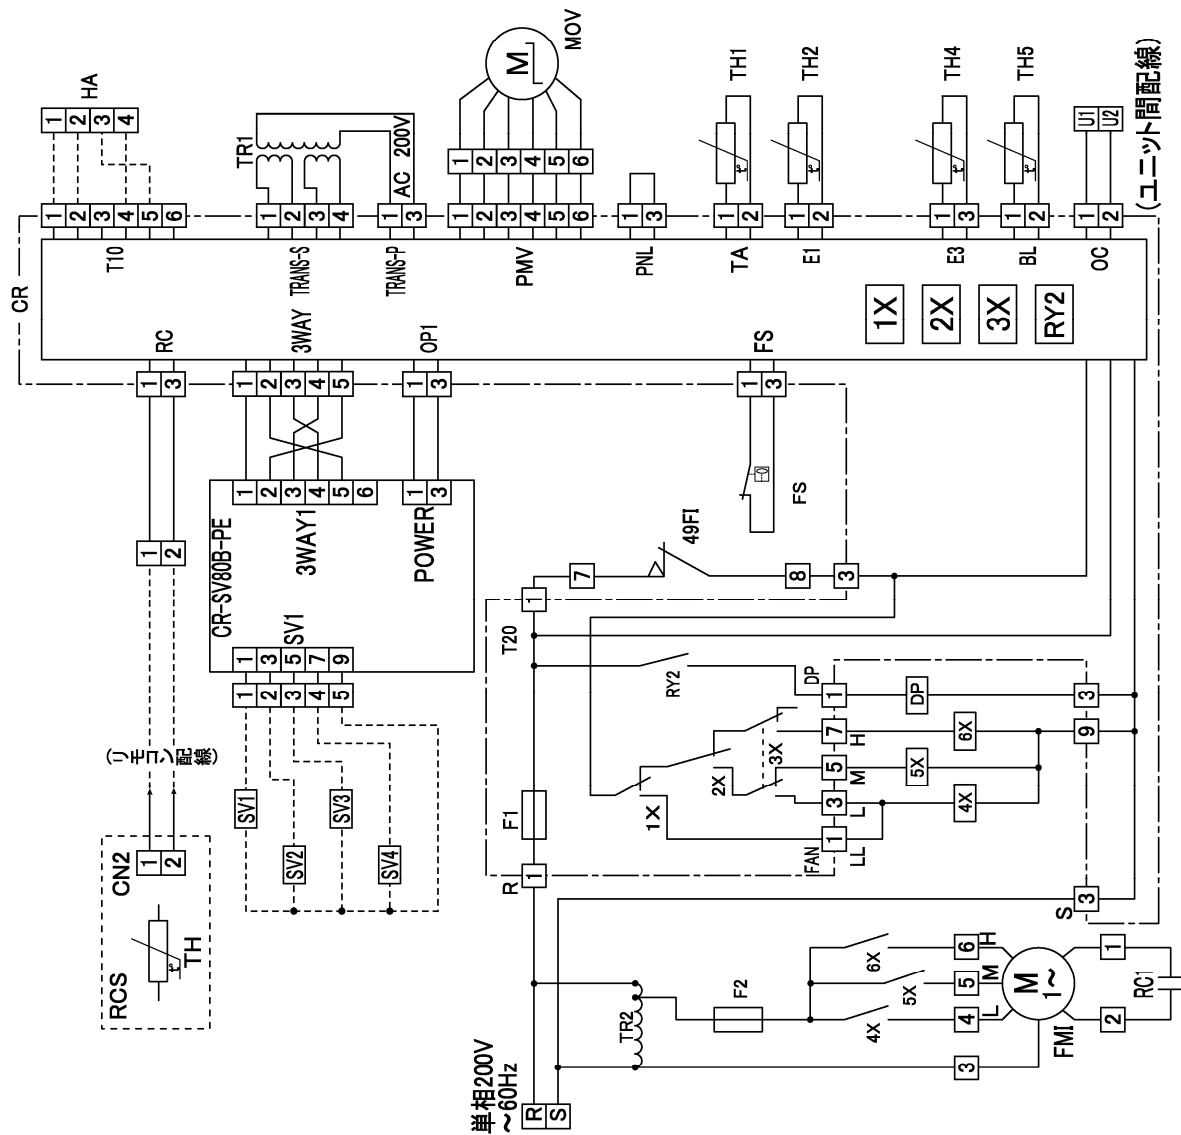 HA
1
2
3
4
TR1
AC 200V
MOV
M
1
2
3
4
5
6
TH1
TH2
TH4
TH5
U1
U2
(ユニット間配線)
CR
1
2
3
4
5
6
T10
1
2
3
4
TRANS-S
1
3
TRANS-P
1
2
3
4
5
6
PMV
1
3
PNL
1
2
TA
1
2
E1
1
3
E3
1
2
BL
1
2
OC
1X
2X
3X
RY2
RC
1
3
3WAY
1
2
3
4
5
OP1
1
3
FS
1
3
FS
CR-SV80B-PE
1
2
3
4
5
6
3WAY1
1
3
POWER
SV1
1
3
5
7
9
1
2
3
4
5
SV1
SV2
SV3
SV4
1
2
(リモコン配線)
RCS
CN2
1
2
TH
T20
1
7
49FI
8
3
RY2
DP
1
DP
3
F1
1X
2X
3X
7
H
6X
9
5
M
5X
3
L
4X
1
LL
FAN
R
1
S
3
単相200V
~60Hz
R
S
TR2
F2
6X
5X
4X
6
H
5
M
4
L
3
M
1~
FMI
1
2
RC1